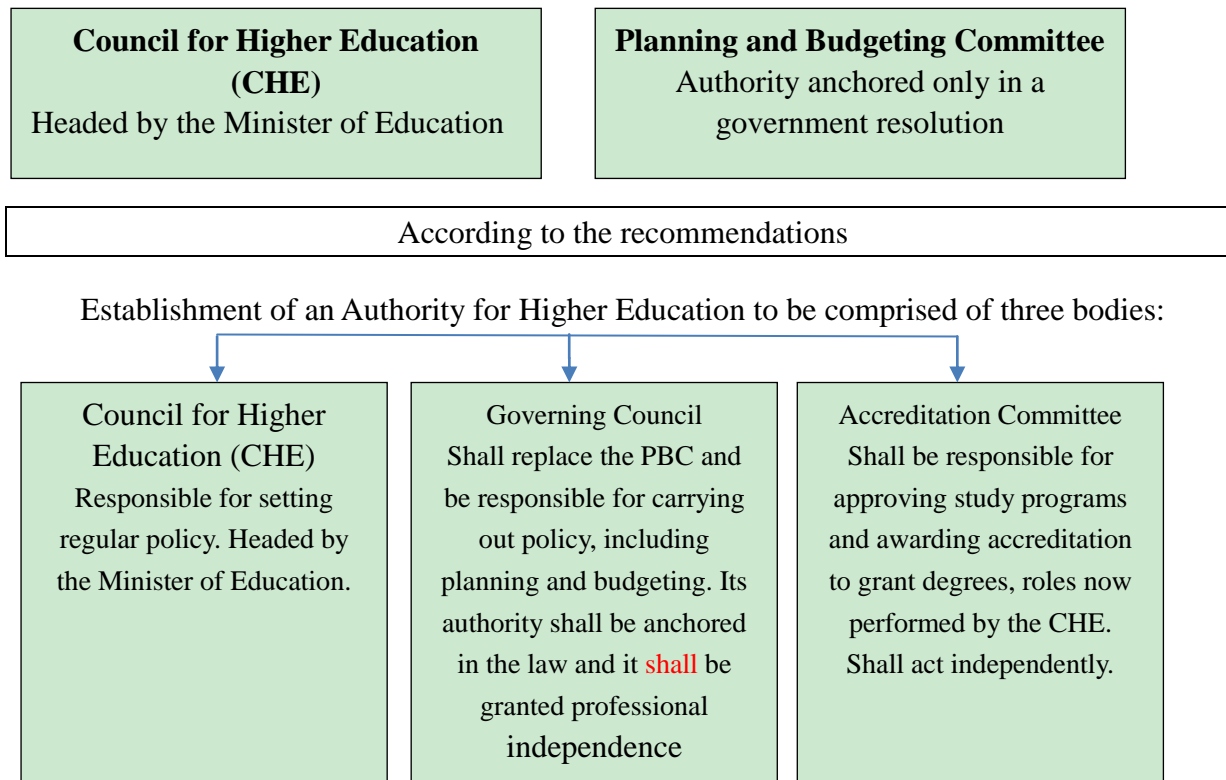 Council for Higher Education
(CHE)
Headed by the Minister of Education
Planning and Budgeting Committee
Authority anchored only in a
government resolution
According to the recommendations
Establishment of an Authority for Higher Education to be comprised of three bodies:
Council for Higher
Education (CHE)
Responsible for setting
regular policy. Headed by
the Minister of Education.
Governing Council
Shall replace the PBC and
be responsible for carrying
out policy, including
planning and budgeting. Its
authority shall be anchored
in the law and it shall be
granted professional
independence
Accreditation Committee
Shall be responsible for
approving study programs
and awarding accreditation
to grant degrees, roles now
performed by the CHE.
Shall act independently.